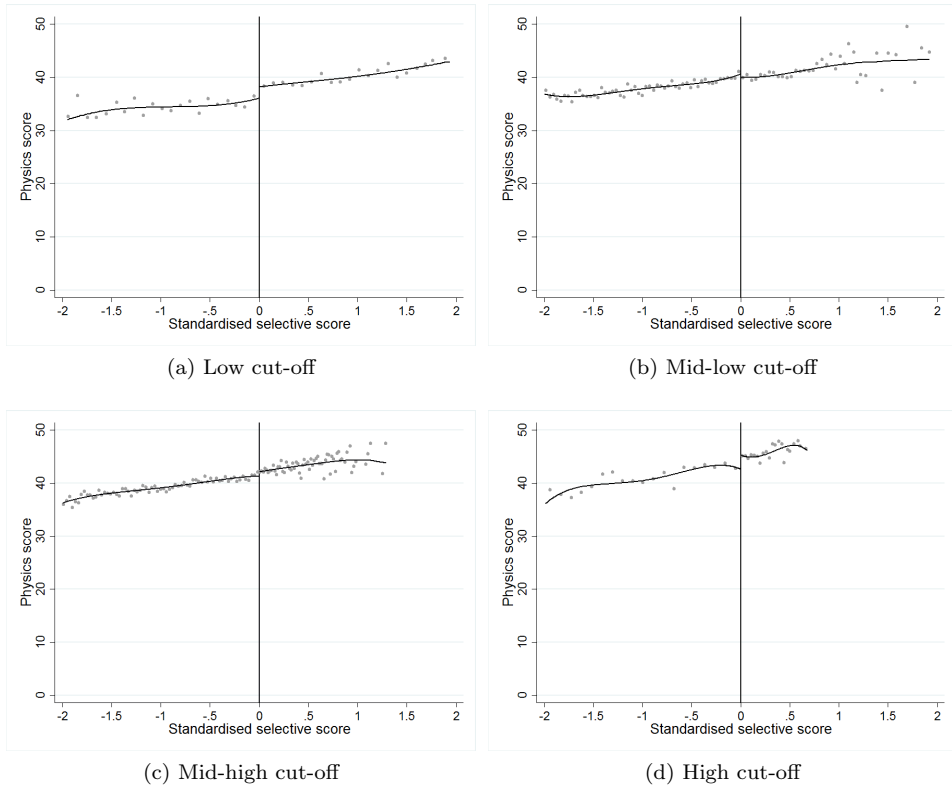 50
40
30
20
10
0
Physics score
-2 -1.5 -1 -.5 0 .5 1 1.5 2
Standardised selective score
(a) Low cut-off
50
40
30
20
10
0
Physics score
-2 -1.5 -1 -.5 0 .5 1 1.5 2
Standardised selective score
(b) Mid-low cut-off
50
40
30
20
10
0
Physics score
-2 -1.5 -1 -.5 0 .5 1 1.5 2
Standardised selective score
(c) Mid-high cut-off
50
40
30
20
10
0
Physics score
-2 -1.5 -1 -.5 0 .5 1 1.5 2
Standardised selective score
(d) High cut-off